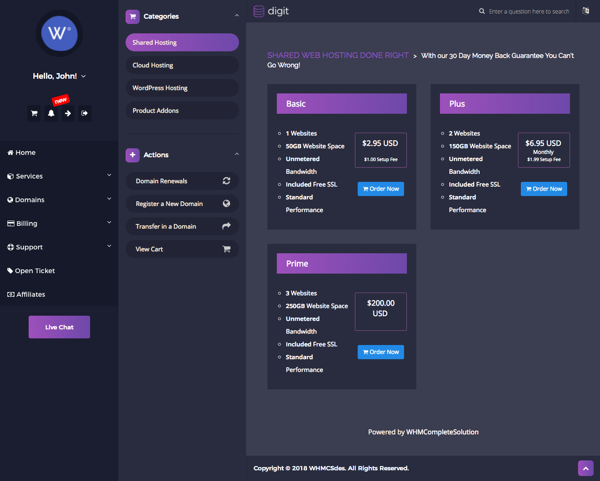 W
Hello, John!
new
Home
Services
Domains
Billing
Support
Open Ticket
Affiliates
Live Chat
Categories
Shared Hosting
Cloud Hosting
WordPress Hosting
Product Addons
Actions
Domain Renewals
Register a New Domain
Transfer in a Domain
View Cart
digit
Enter a question here to search
SHARED WEB HOSTING DONE RIGHT > With our 30 Day Money Back Guarantee You Can't
Go Wrong!
Basic
1 Websites
50GB Website Space
Unmetered
Bandwidth
Included Free SSL
Standard
Performance
$2.95 USD
$1.00 Setup Fee
Order Now
Plus
2 Websites
150GB Website Space
Unmetered
Bandwidth
Included Free SSL
Standard
Performance
$6.95 USD
Monthly
$1.99 Setup Fee
Order Now
Prime
3 Websites
250GB Website Space
Unmetered
Bandwidth
Included Free SSL
Standard
Performance
$200.00
USD
Order Now
Powered by WHMCompleteSolution
Copyright © 2018 WHMCSdes. All Rights Reserved.